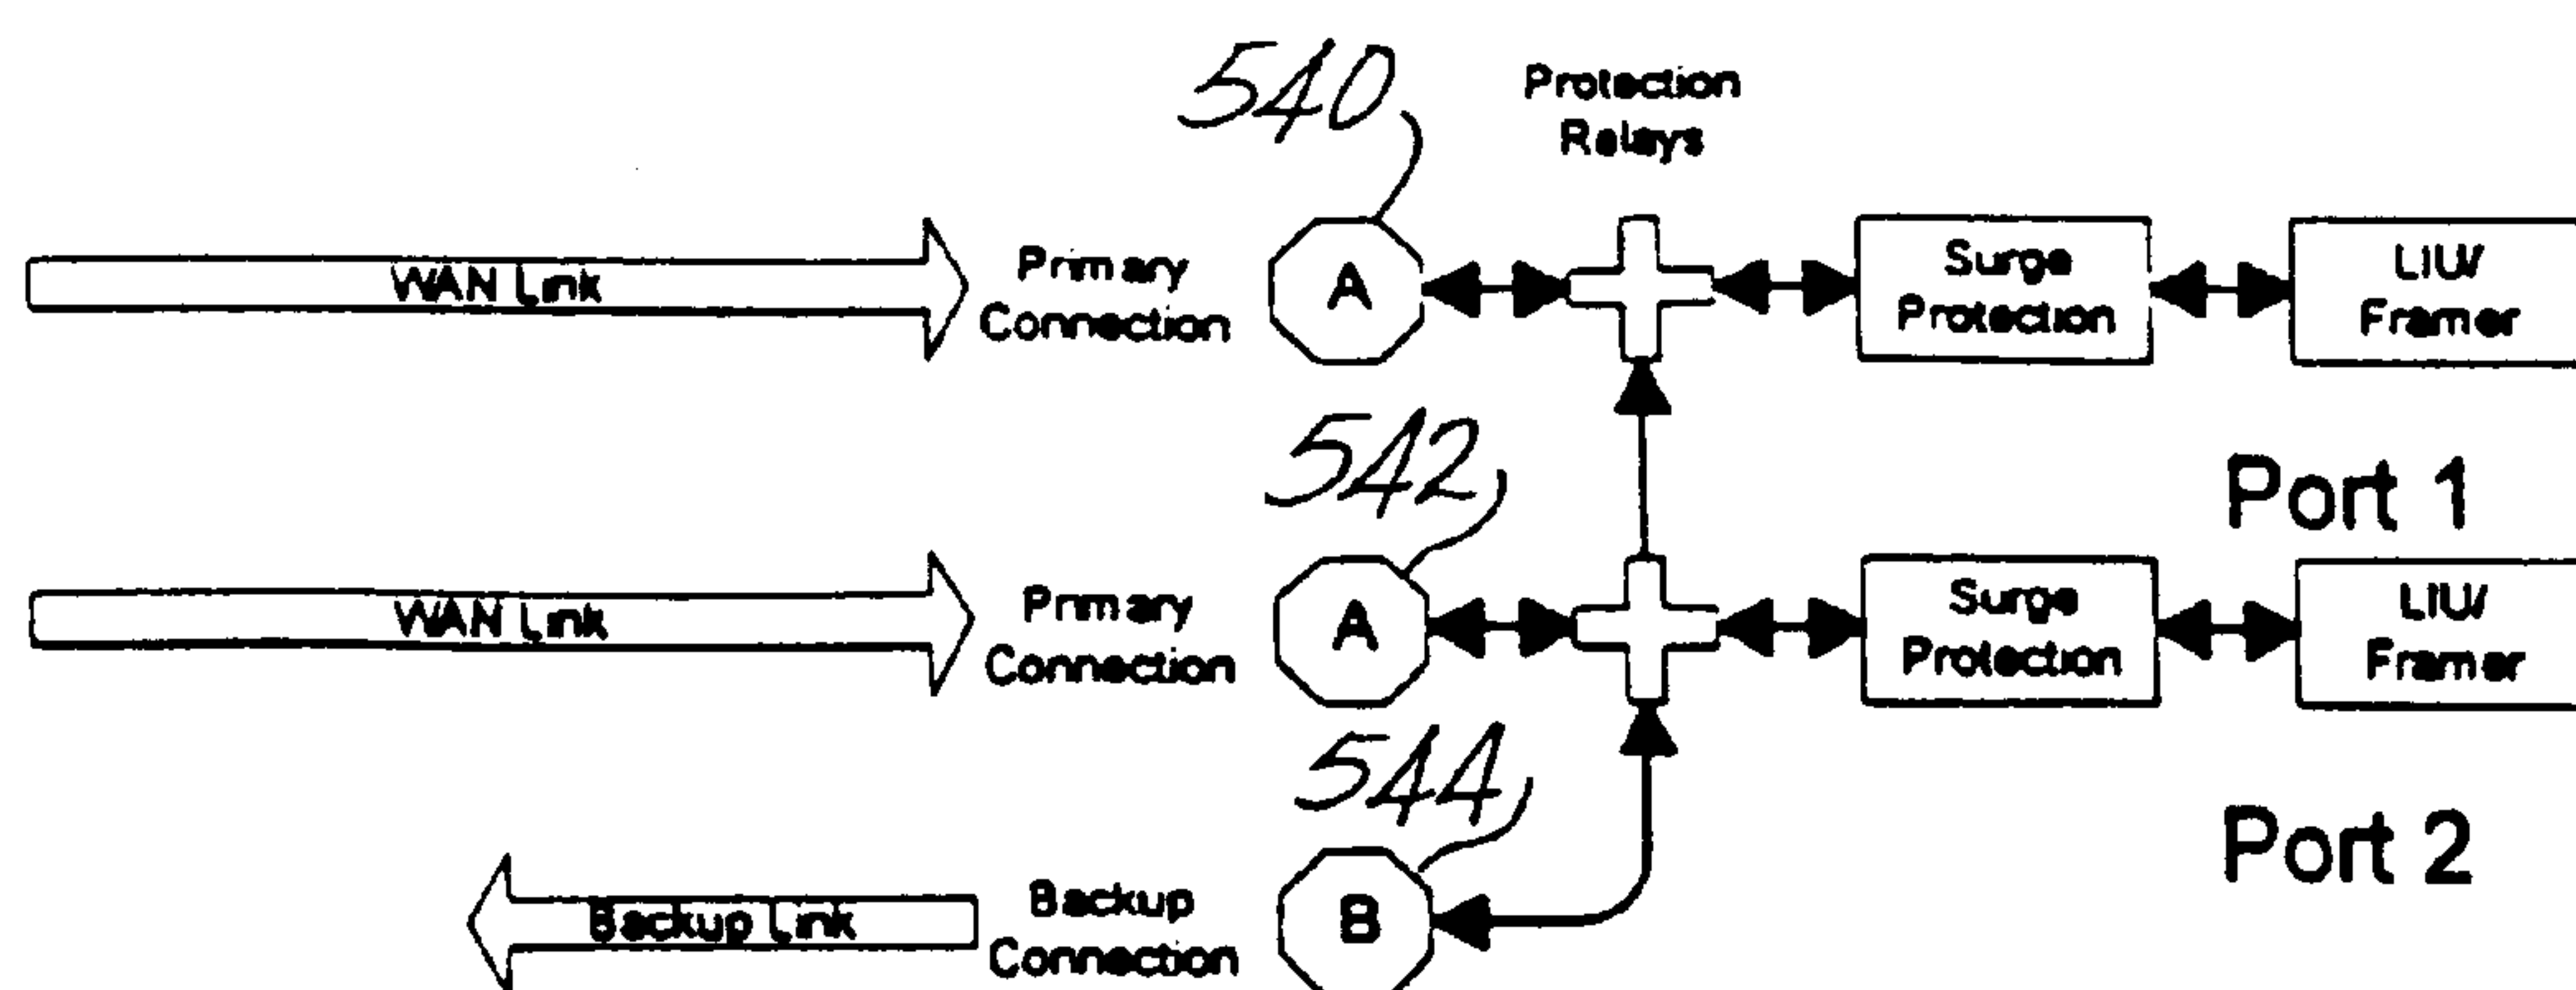 540
Protection
Relays
WAN Link
Primary
Connection
A
Surge
Protection
LIU/
Framer
542
Port 1
WAN Link
Primary
Connection
A
Surge
Protection
LIU/
Framer
544
Port 2
Backup Link
Backup
Connection
B